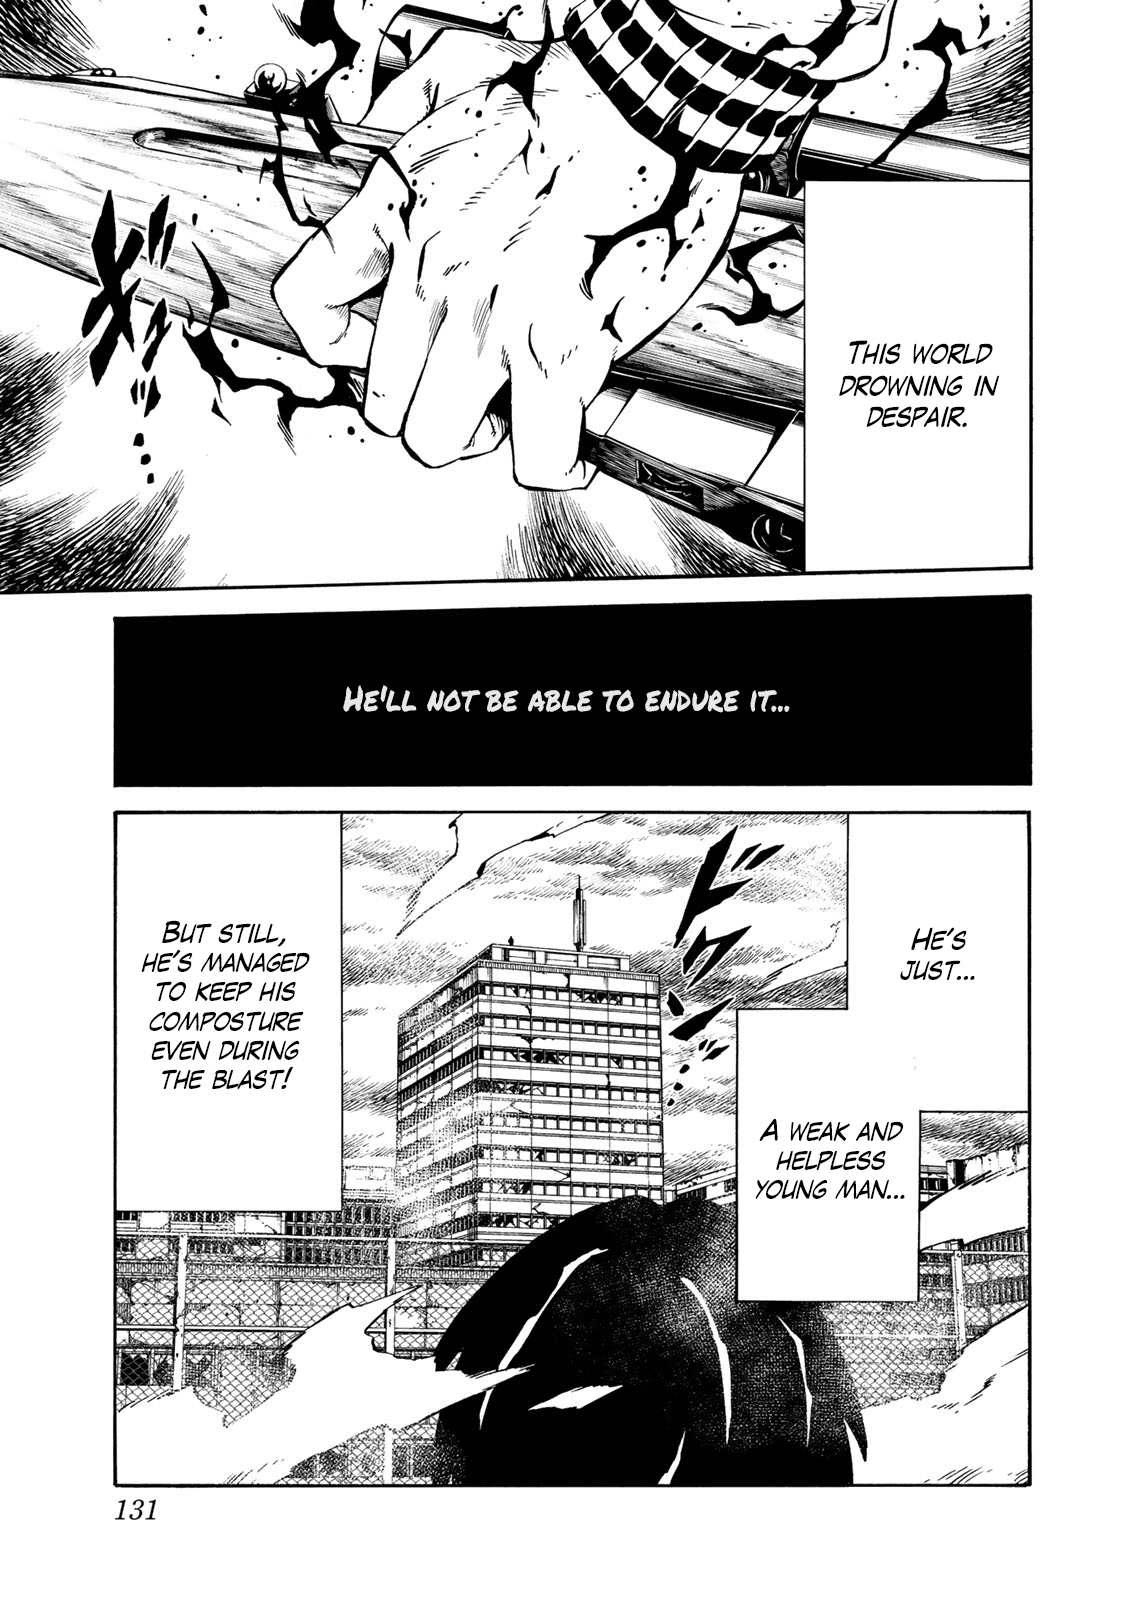 THIS WORLD
DROWNING IN
DESPAIR.
HE'LL NOT BE ABLE TO ENDURE IT...
HE'S
JUST...
A WEAK AND
HELPLESS
YOUNG MAN...
BUT STILL,
HE'S MANAGED
TO KEEP HIS
COMPOSTURE
EVEN DURING
THE BLAST!
131